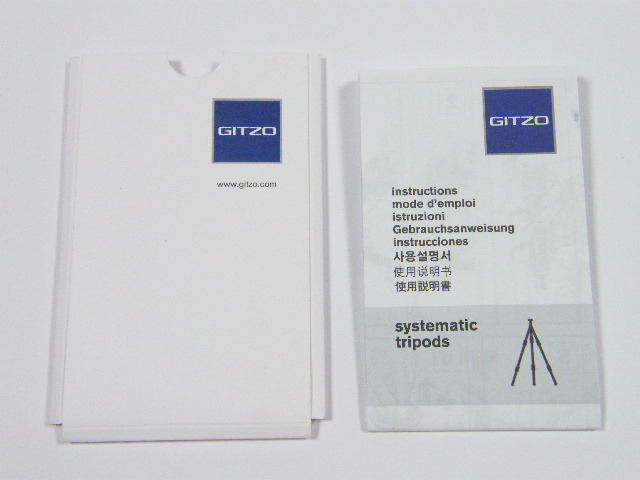 GITZO
www.gitzo.com
GITZO
instructions
mode d'emploi
istruzioni
Gebrauchsanweisung
instrucciones
사용설명서
使用说明书
使用説明書
systematic
tripods